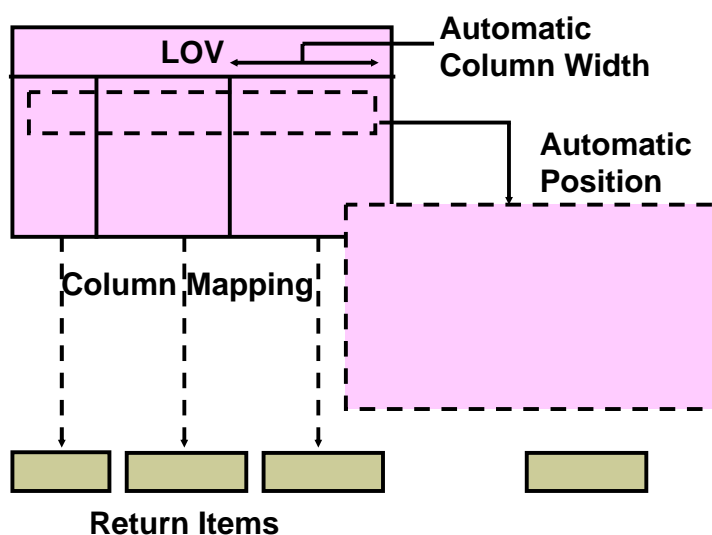 LOV
Automatic
Column Width
Automatic
Position
Column Mapping
Return Items